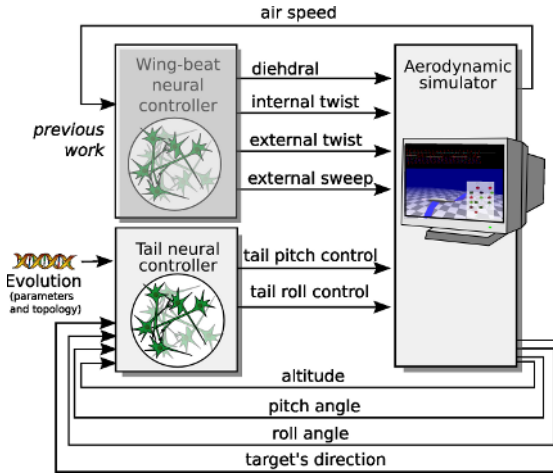 air speed
Wing-beat
neural
controller
previous
work
diehdral
internal twist
external twist
external sweep
Aerodynamic
simulator
Tail neural
controller
Evolution
(parameters
and topology)
tail pitch control
tail roll control
altitude
pitch angle
roll angle
target's direction